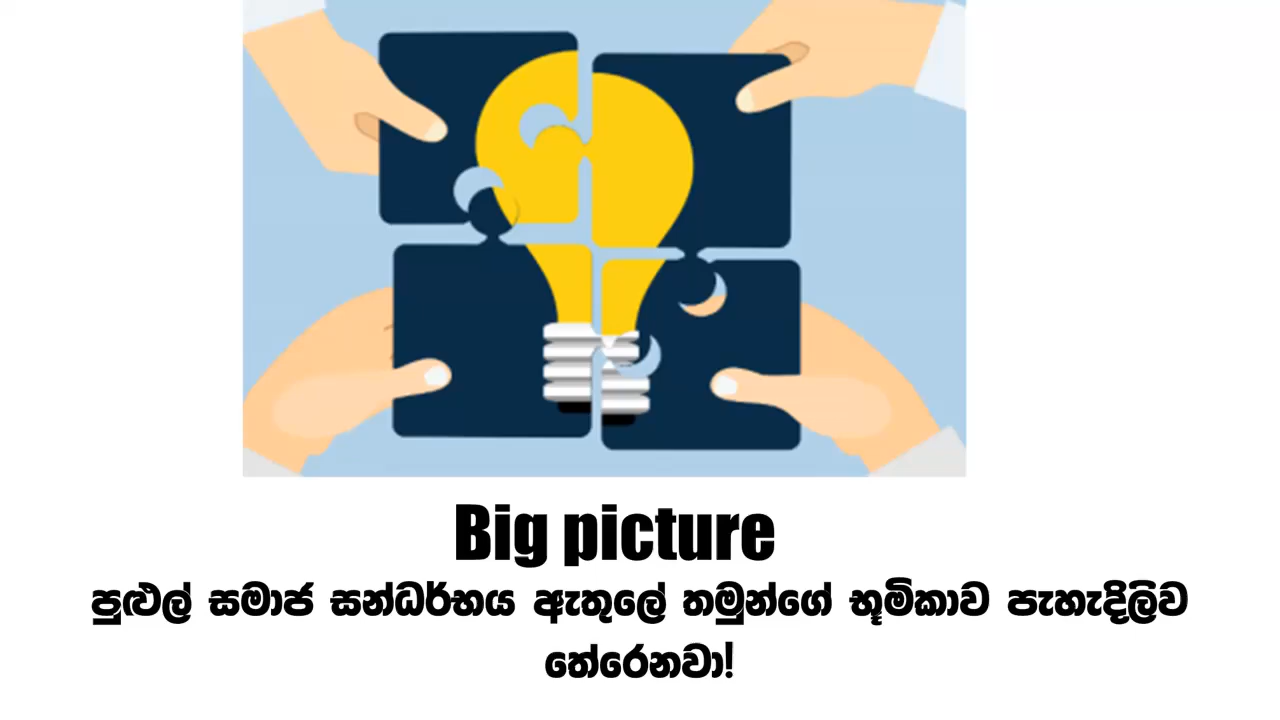 Big picture
පුළුල් සමාජ සන්ධර්භය ඇතුලේ තමුන්ගේ භූමිකාව පැහැදිලිව
තේරෙනවා!